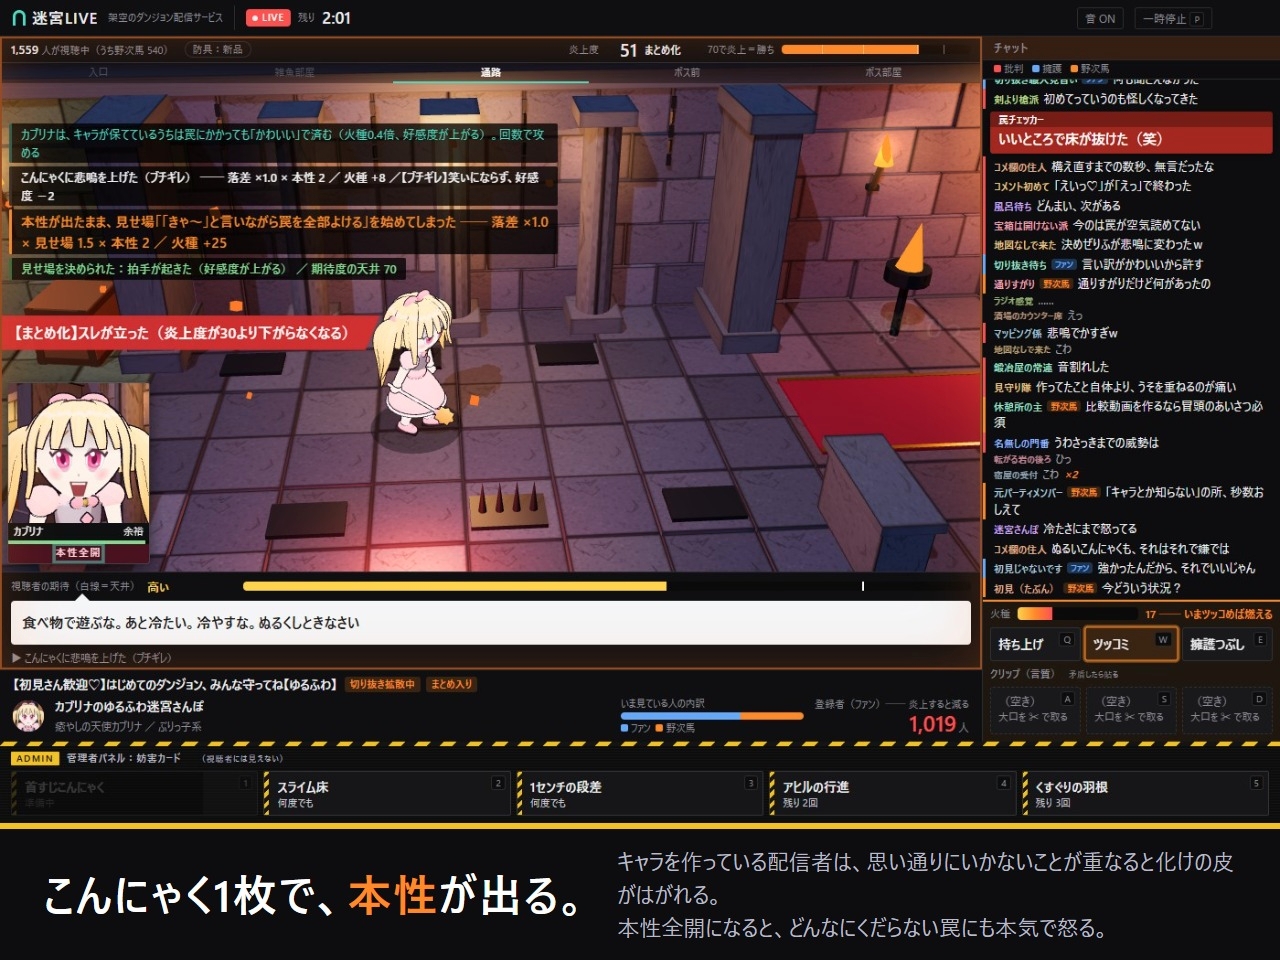 迷宮LIVE 架空のダンジョン配信サービス LIVE 残り 2:01 音 ON 一時停止 P
1,559 人が視聴中（うち野次馬 540） 防具：新品 炎上度 51 まとめ化 70で炎上＝勝ち
入口 雑魚部屋 通路 ボス前 ボス部屋
カブリナは、キャラが保てているうちは罠にかかっても「かわいい」で済む（火種0.4倍、好感度が上がる）。回数で攻
める
こんにゃくに悲鳴を上げた（ブチギレ） ―― 落差 ×1.0 × 本性 2 ／ 火種 +8 ／【ブチギレ】笑いにならず、好感
度 －2
本性が出たまま、見せ場「「きゃ～」と言いながら罠を全部よける」を始めてしまった ―― 落差 ×1.0
× 見せ場 1.5 × 本性 2 ／ 火種 +25
見せ場を決められた：拍手が起きた（好感度が上がる） ／ 期待度の天井 70
【まとめ化】スレが立った（炎上度が30より下がらなくなる）
カブリナ 余裕
本性全開
視聴者の期待（白線＝天井） 高い
食べ物で遊ぶな。あと冷たい。冷やすな。ぬるくしときなさい
▶ こんにゃくに悲鳴を上げた（ブチギレ）
チャット
批判 擁護 野次馬
刻より槍派 初めてっていうのも怪しくなってきた
罠チェッカー
いいところで床が抜けた（笑）
コメ欄の住人 構え直すまでの数秒、無言だったな
コメント初めて 「えいっ♡」が「えっ」で終わった
風呂待ち どんまい、次がある
宝箱は開けない派 今のは罠が空気読めてない
地図なしで来た 決めぜりふが悲鳴に変わったｗ
切り抜き待ち ファン 言い訳がかわいいから許す
通りすがり 野次馬 通りすがりだけど何があったの
ラジオ感覚 ……
酒場のカウンター席 えっ
マッピング係 悲鳴でかすぎｗ
地図なしで来た こわ
鍛冶屋の常連 音割れした
見守り隊 作ってたこと自体より、うそを重ねるのが痛い
休憩所の主 野次馬 比較動画を作るなら冒頭のあいさつ必
須
名無しの門番 うわさっきまでの威勢は
転がる岩の後ろ ひっ
宿屋の受付 こわ ×2
元パーティメンバー 野次馬 「キャラとか知らない」の所、秒数お
しえて
迷宮さんぽ 冷たさにまで怒ってる
コメ欄の住人 ぬるいこんにゃくも、それはそれで嫌では
初見じゃないです ファン 強かったんだから、それでいいじゃん
初見（たぶん） 野次馬 今どういう状況？
火種 17 ―― いまツッコめば燃える
持ち上げ Q ツッコミ W 擁護つぶし E
クリップ（言質） 矛盾したら貼る
（空き） A （空き） S （空き） D
大口を✂で取る 大口を✂で取る 大口を✂で取る
【初見さん歓迎♡】はじめてのダンジョン、みんな守ってね【ゆるふわ】 切り抜き拡散中 まとめ入り
カブリナのゆるふわ迷宮さんぽ
癒やしの天使カブリナ ／ ぶりっ子系
いま見ている人の内訳
ファン 野次馬
登録者（ファン）―― 炎上すると減る
1,019 人
ADMIN 管理者パネル：妨害カード （視聴者には見えない）
首すじこんにゃく 1 スライム床 2 1センチの段差 3 アヒルの行進 4 くすぐりの羽根 5
準備中 何度でも 何度でも 残り 2回 残り 3回
こんにゃく1枚で、本性が出る。
キャラを作っている配信者は、思い通りにいかないことが重なると化けの皮
がはがれる。
本性全開になると、どんなにくだらない罠にも本気で怒る。